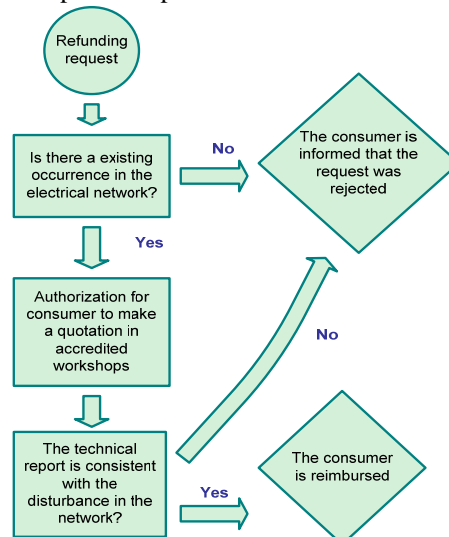 Refunding
request
Is there a existing
occurrence in the
electrical network?
No
The consumer is
informed that the
request was
rejected
Yes
Authorization for
consumer to make
a quotation in
accredited
workshops
No
The technical
report is consistent
with the
disturbance in the
network?
Yes
The consumer
is reimbursed